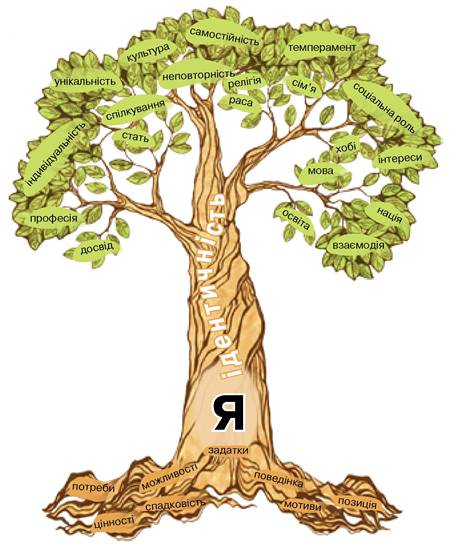 самостійність
культура
темперамент
унікальність
неповторність
релігія
сім'я
соціальна роль
спілкування
раса
стать
індивідуальність
хобі
інтереси
мова
професія
освіта
нація
досвід
взаємодія
ідентичність
Я
задатки
потреби
можливості
поведінка
позиція
цінності
спадковість
мотиви